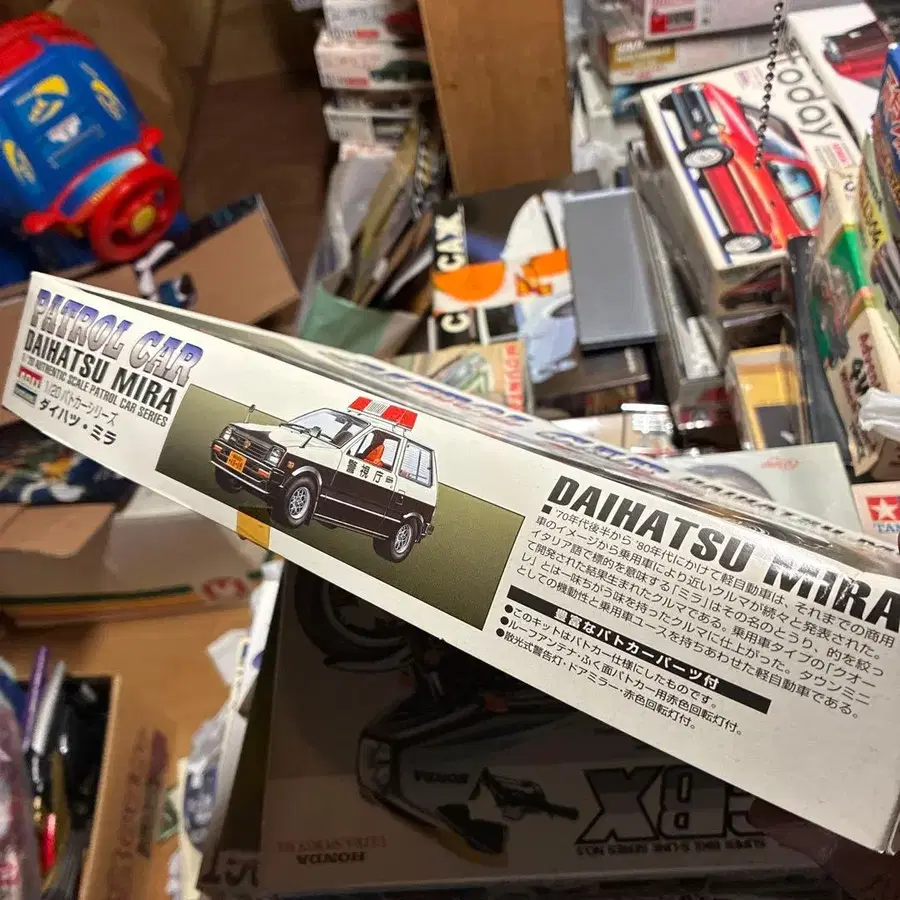 PATROL CAR
DAIHATSU MIRA
1/20 AUTHENTIC SCALE PATROL CAR SERIES
1/20 パトカーシリーズ
ダイハツ・ミラ
警視庁
DAIHATSU MIRA
'70年代後半から'80年代にかけて軽自動車は、それまでの商用
車のイメージから乗用車により近いクルマが続々と発表された。
イタリア語で標的を意味する「ミラ」はその名のとうり、的を絞っ
て開発された結果生まれたクルマである。乗用車タイプの「クオー
レ」とは一味ちがう味を持ったクルマに仕上がった。タウンミニ
としての機動性と乗用車ユースを持ちあわせた軽自動車である。
豊富なパトカーパーツ付
●このキットはパトカー仕様にしたものです。
●ルーフアンテナ・ふく面パトカー用赤色回転灯付。
●散光式警告灯・ドアミラー・赤色回転灯付。
today
HONDA
HONDA
CBX